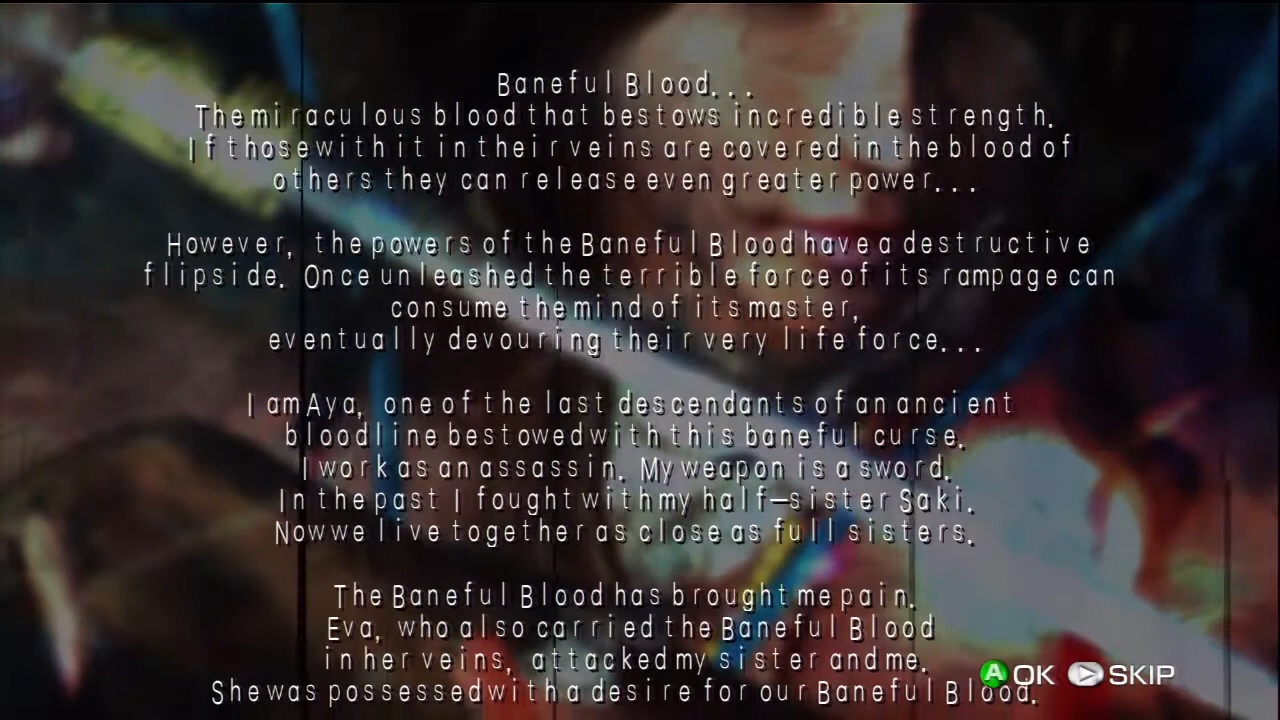 Baneful Blood...
The miraculous blood that bestows incredible strength.
If those with it in their veins are covered in the blood of
others they can release even greater power...
However, the powers of the Baneful Blood have a destructive
flipside. Once unleashed the terrible force of its rampage can
consume the mind of its master,
eventually devouring their very life force...
I am Aya, one of the last descendants of an ancient
bloodline bestowed with this baneful curse.
I work as an assassin. My weapon is a sword.
In the past I fought with my half-sister Saki.
Now we live together as close as full sisters.
The Baneful Blood has brought me pain.
Eva, who also carried the Baneful Blood
in her veins, attacked my sister and me.
She was possessed with a desire for our Baneful Blood.
A OK SKIP